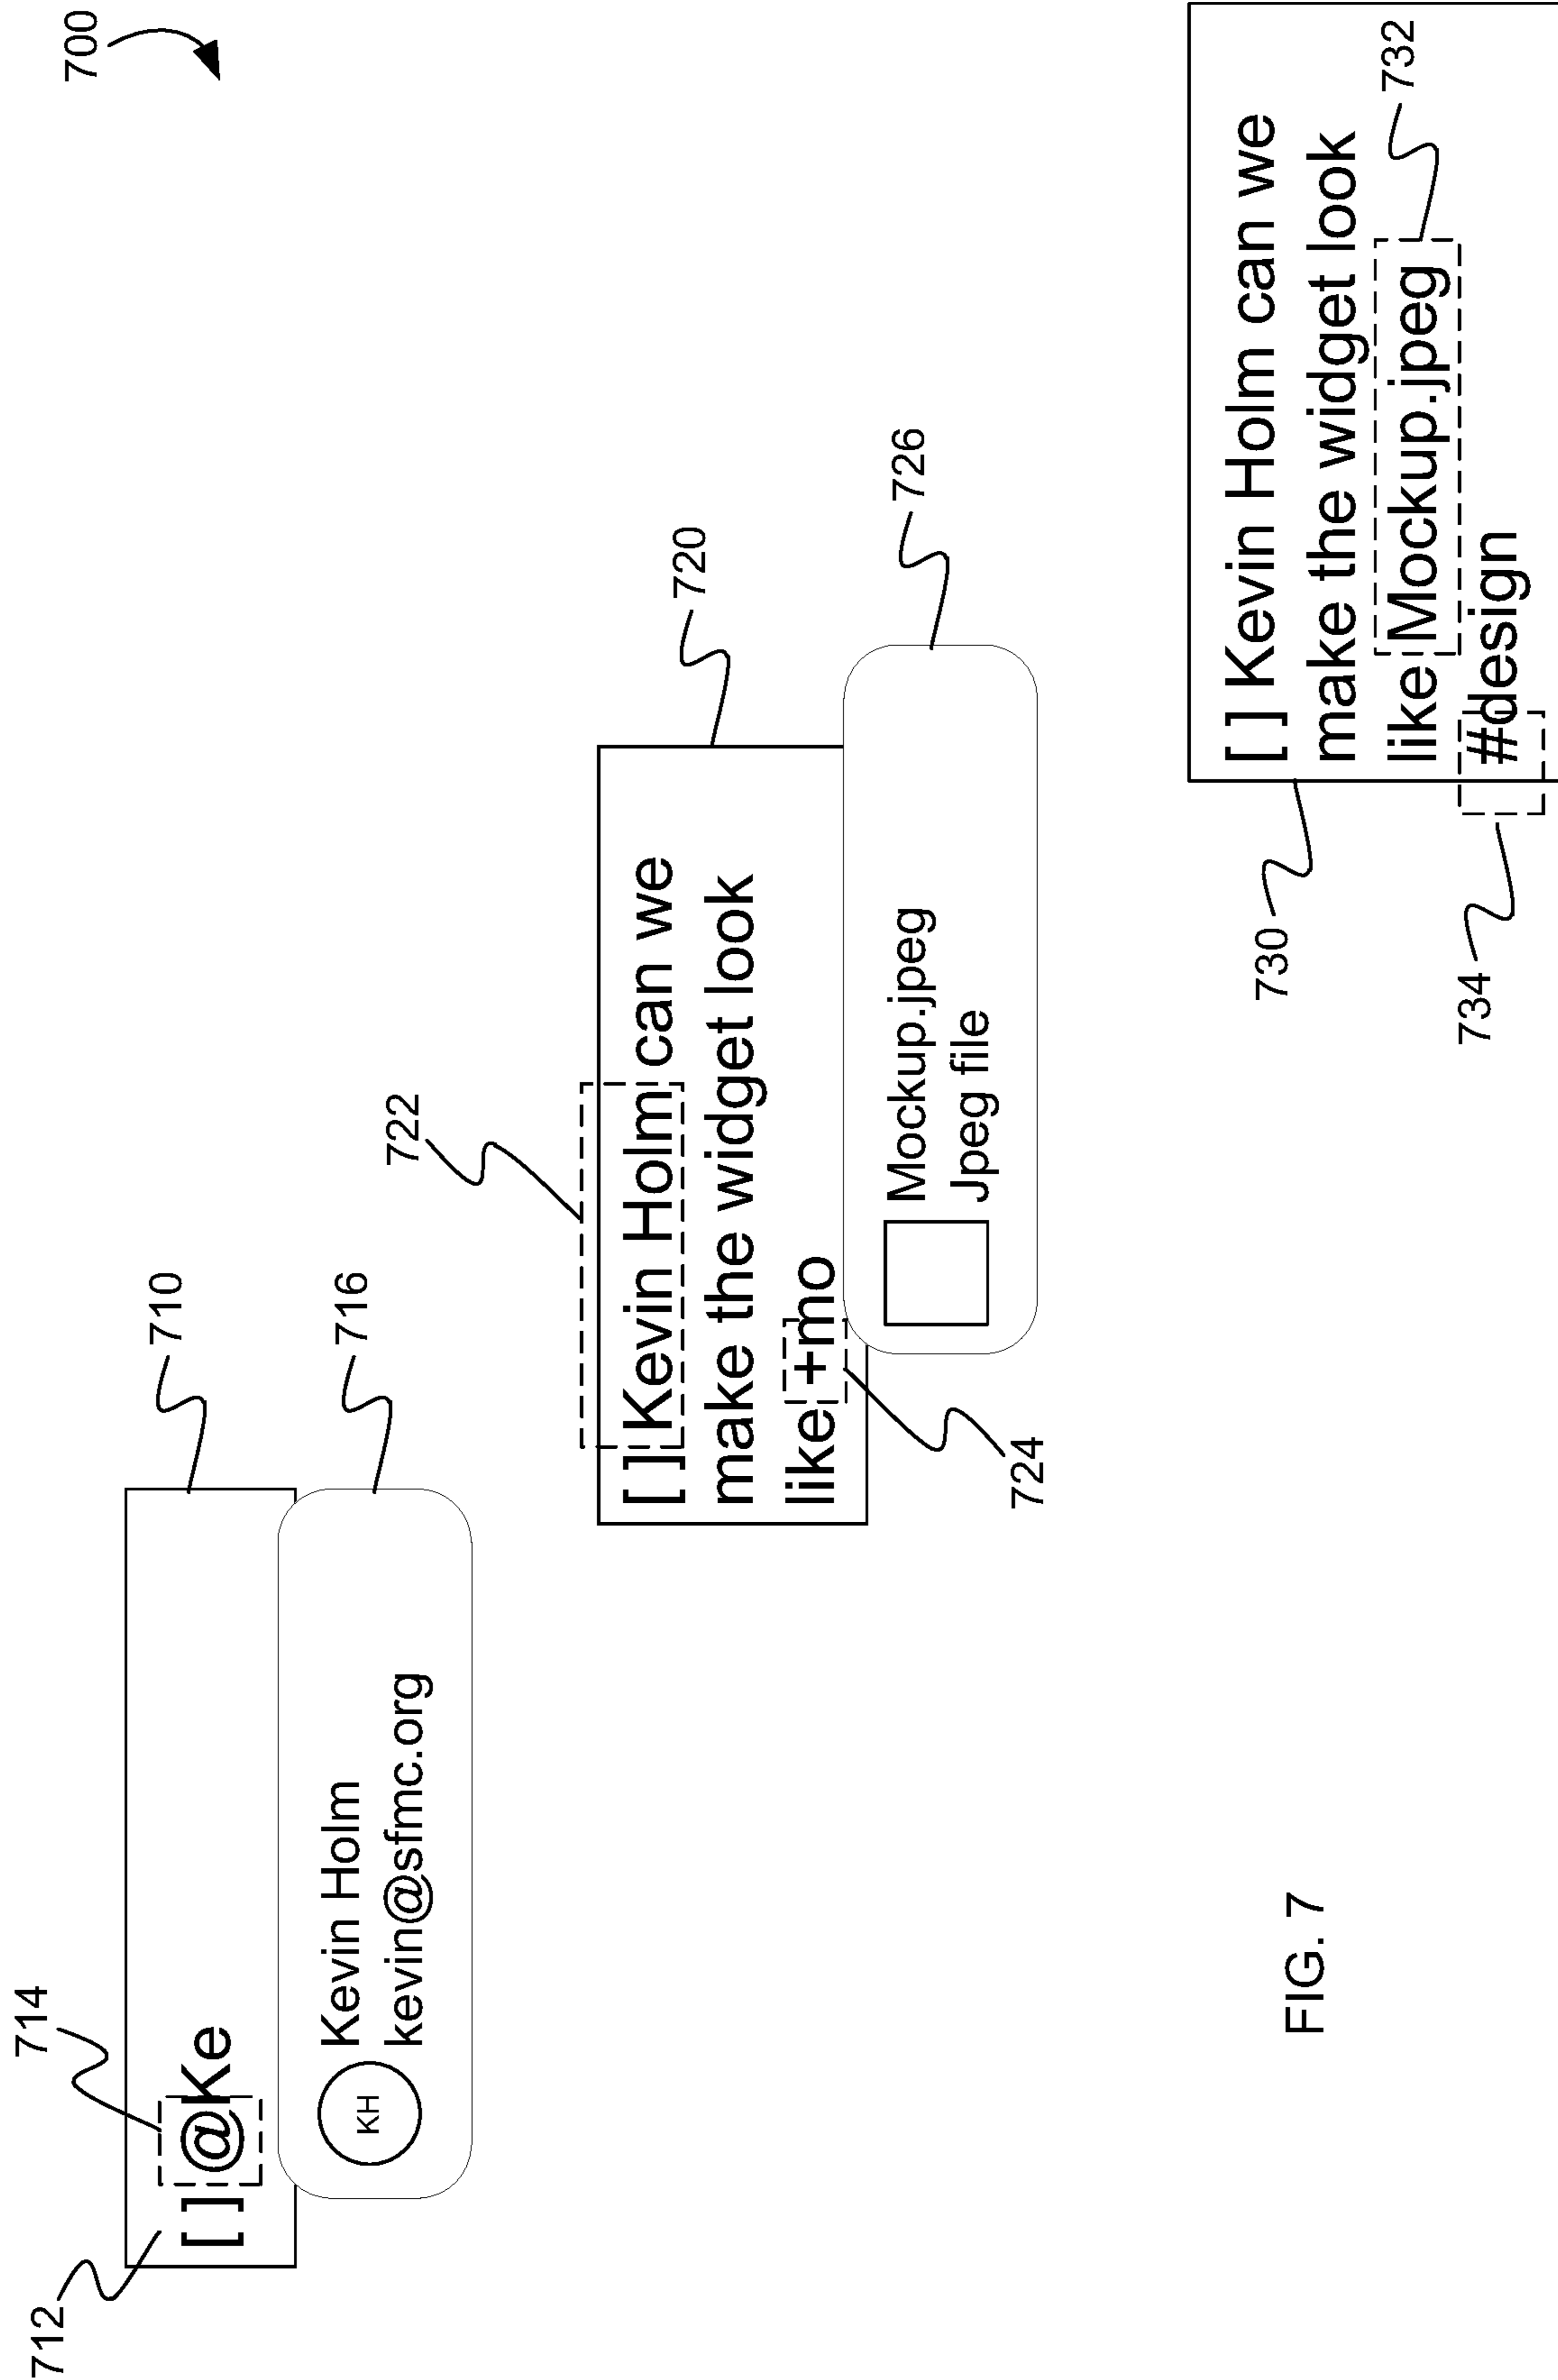 700
714
712
[ ] @Ke
710
KH
Kevin Holm
kevin@sfmc.org
716
722
[ ] Kevin Holm can we
make the widget look
like +mo
720
724
Mockup.jpeg
Jpeg file
726
730
[ ] Kevin Holm can we
make the widget look
like Mockup.jpeg
#design
732
734
FIG. 7